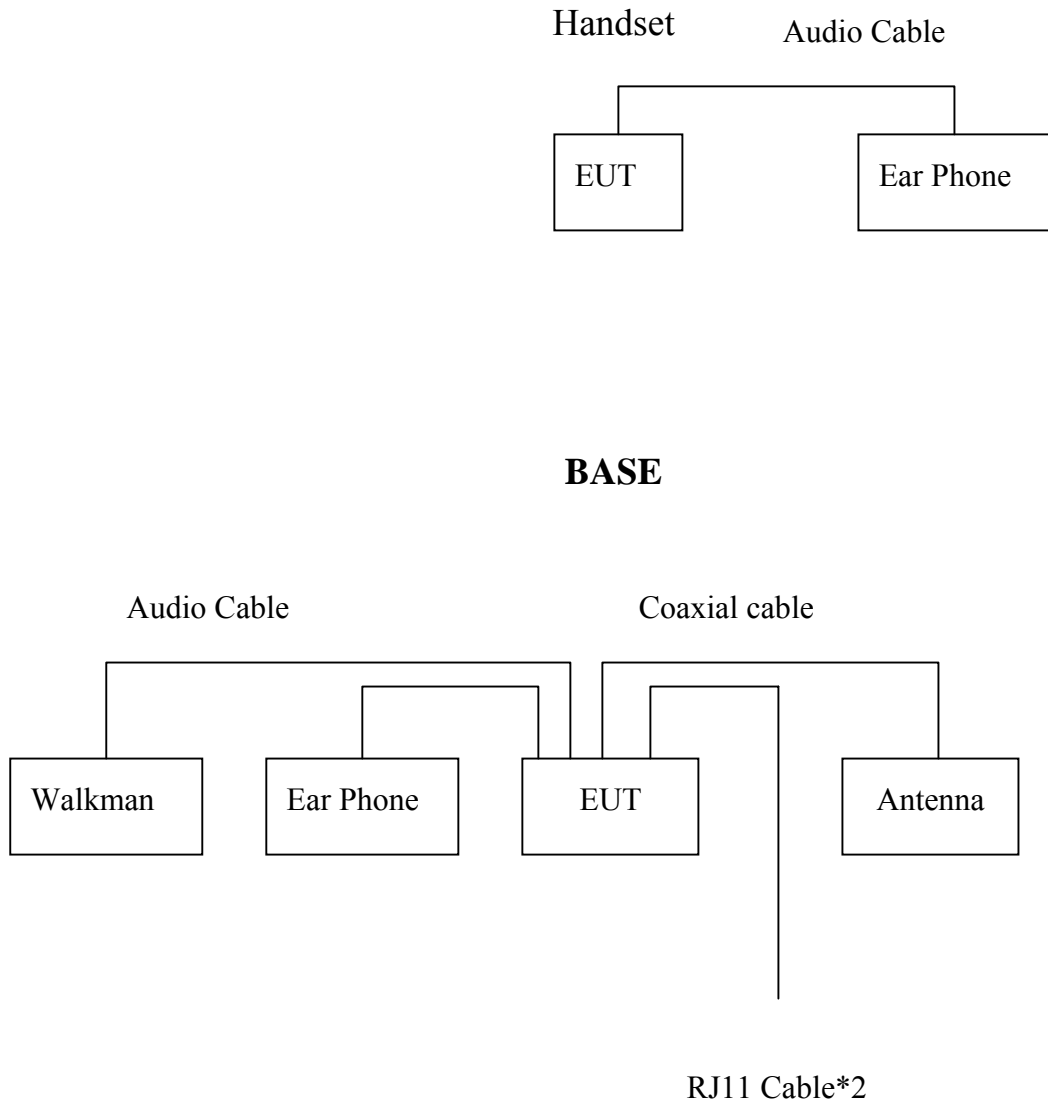 Handset
Audio Cable
EUT
Ear Phone
BASE
Audio Cable
Coaxial cable
Walkman
Ear Phone
EUT
Antenna
RJ11 Cable*2